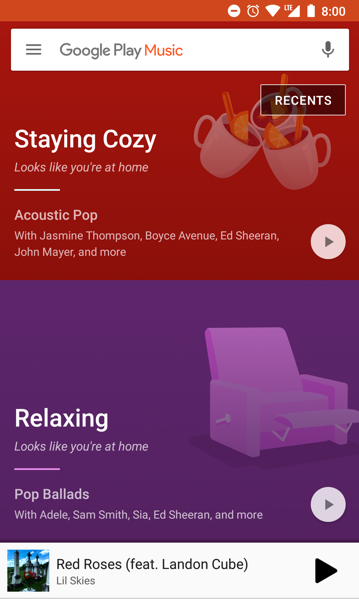 LTE 8:00
Google Play Music
RECENTS
Staying Cozy
Looks like you're at home
Acoustic Pop
With Jasmine Thompson, Boyce Avenue, Ed Sheeran,
John Mayer, and more
Relaxing
Looks like you're at home
Pop Ballads
With Adele, Sam Smith, Sia, Ed Sheeran, and more
Red Roses (feat. Landon Cube)
Lil Skies